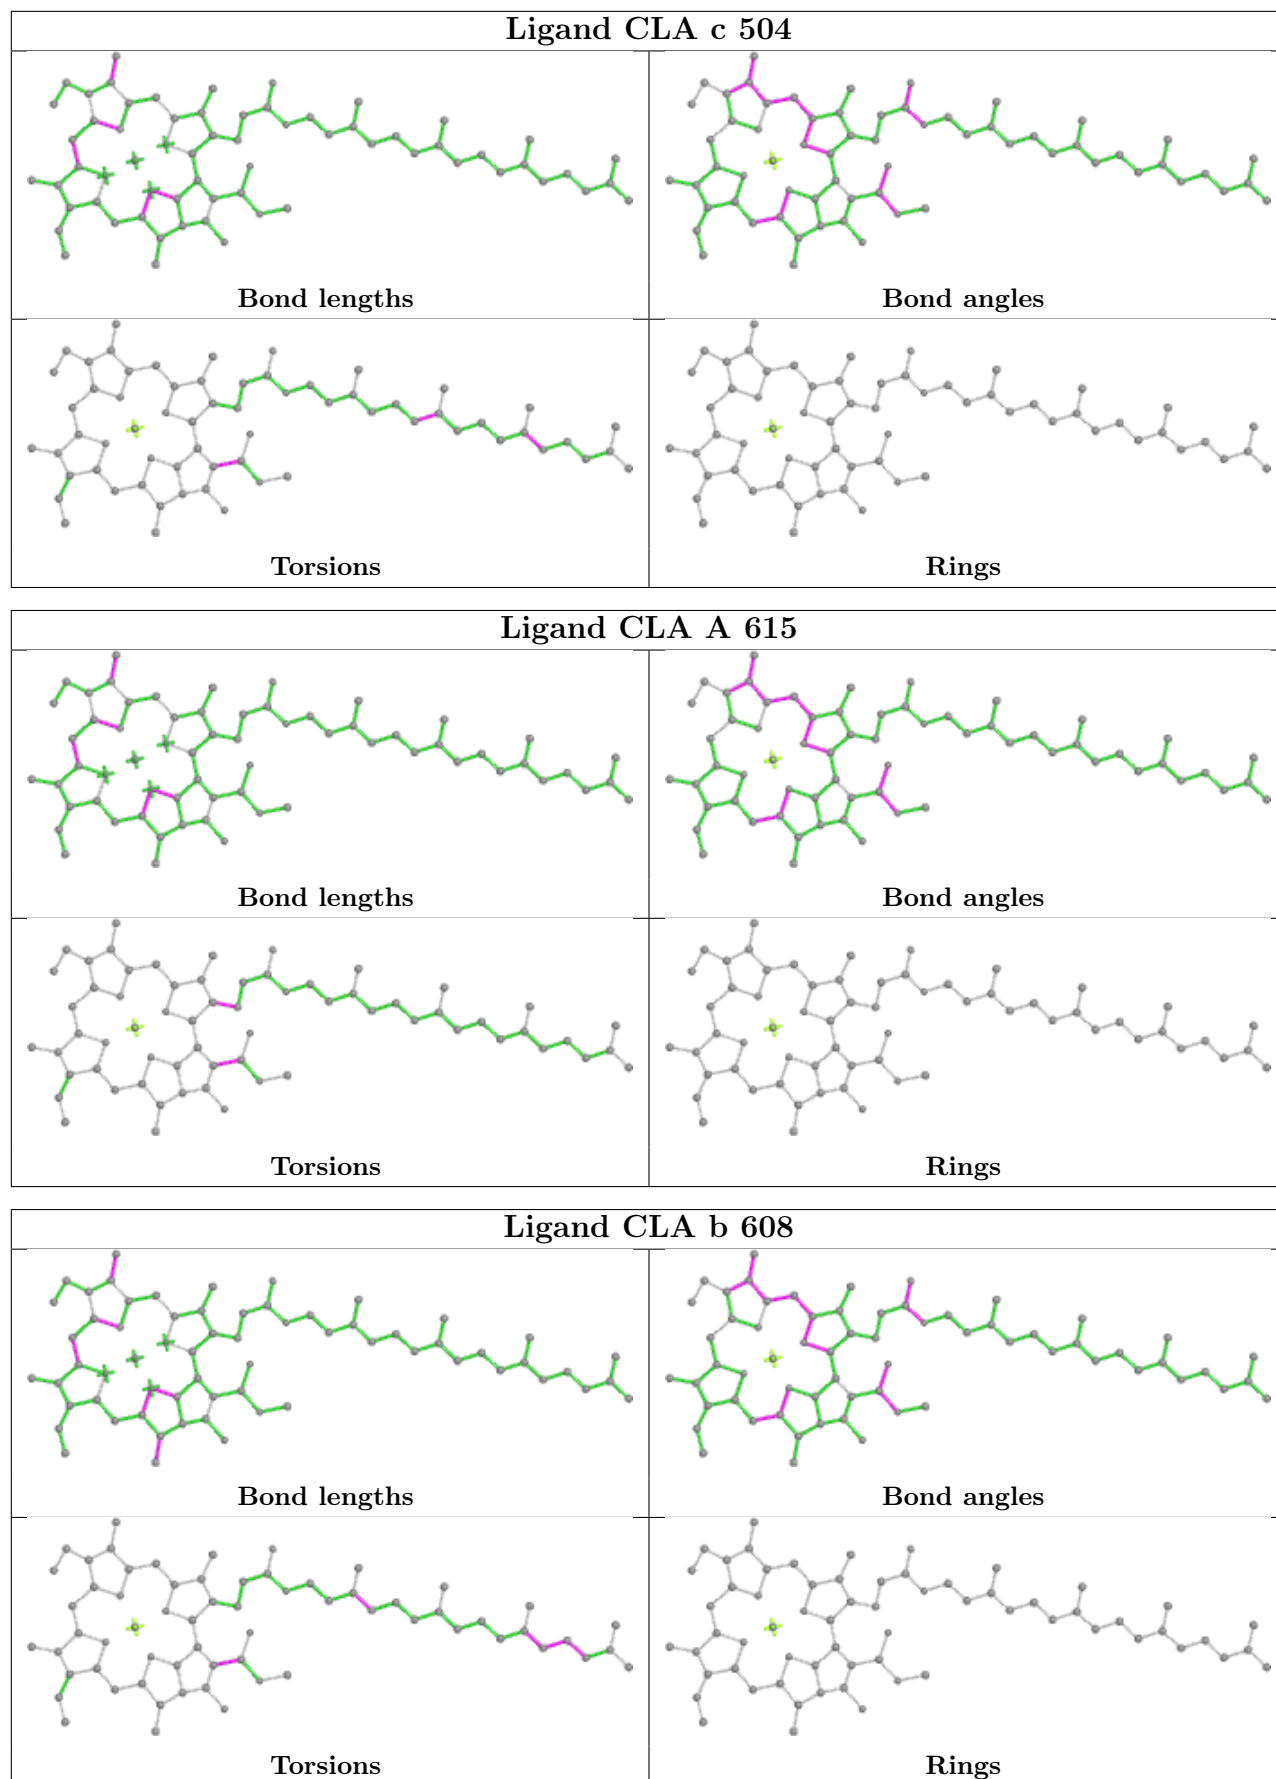 Ligand CLA c 504
Bond lengths
Bond angles
Torsions
Rings
Ligand CLA A 615
Bond lengths
Bond angles
Torsions
Rings
Ligand CLA b 608
Bond lengths
Bond angles
Torsions
Rings